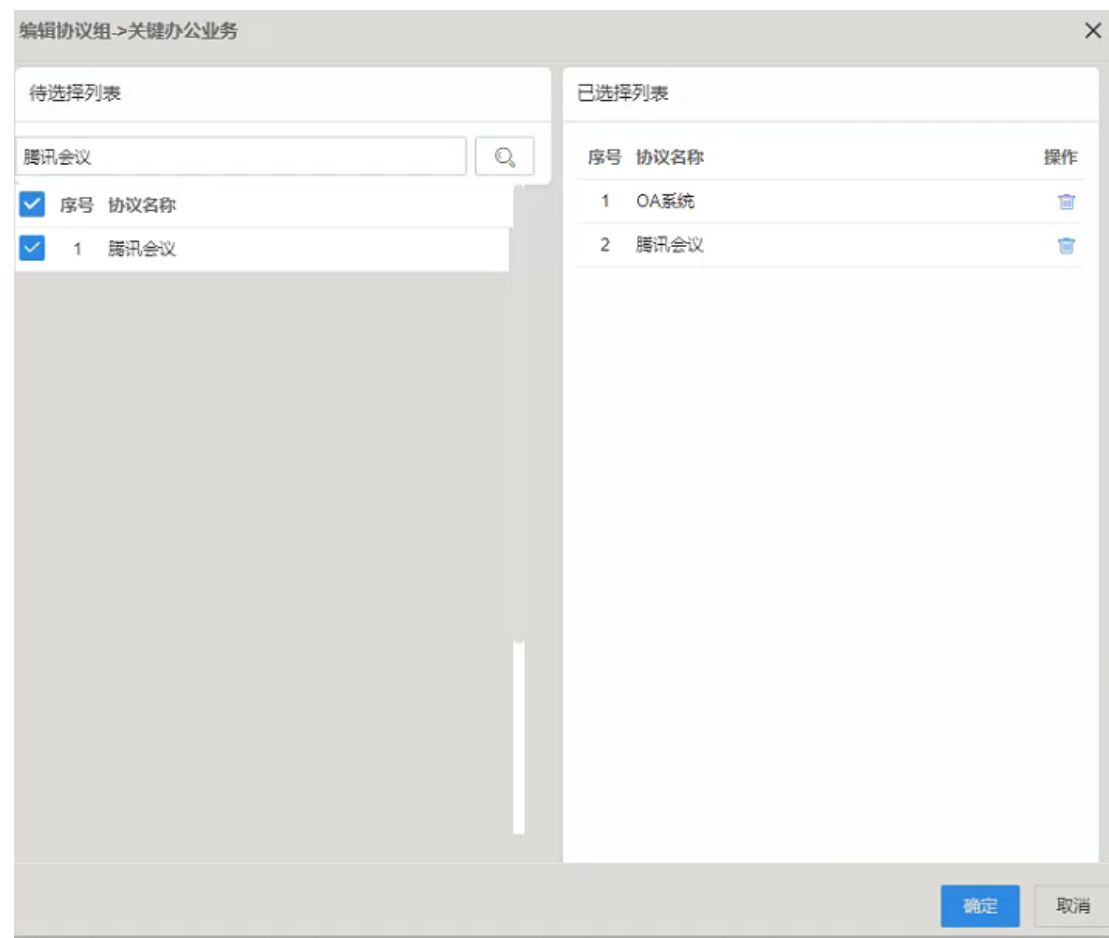 编辑协议组->关键办公业务
待选择列表
腾讯会议
序号 协议名称
1 腾讯会议
已选择列表
序号 协议名称 操作
1 OA系统
2 腾讯会议
确定 取消